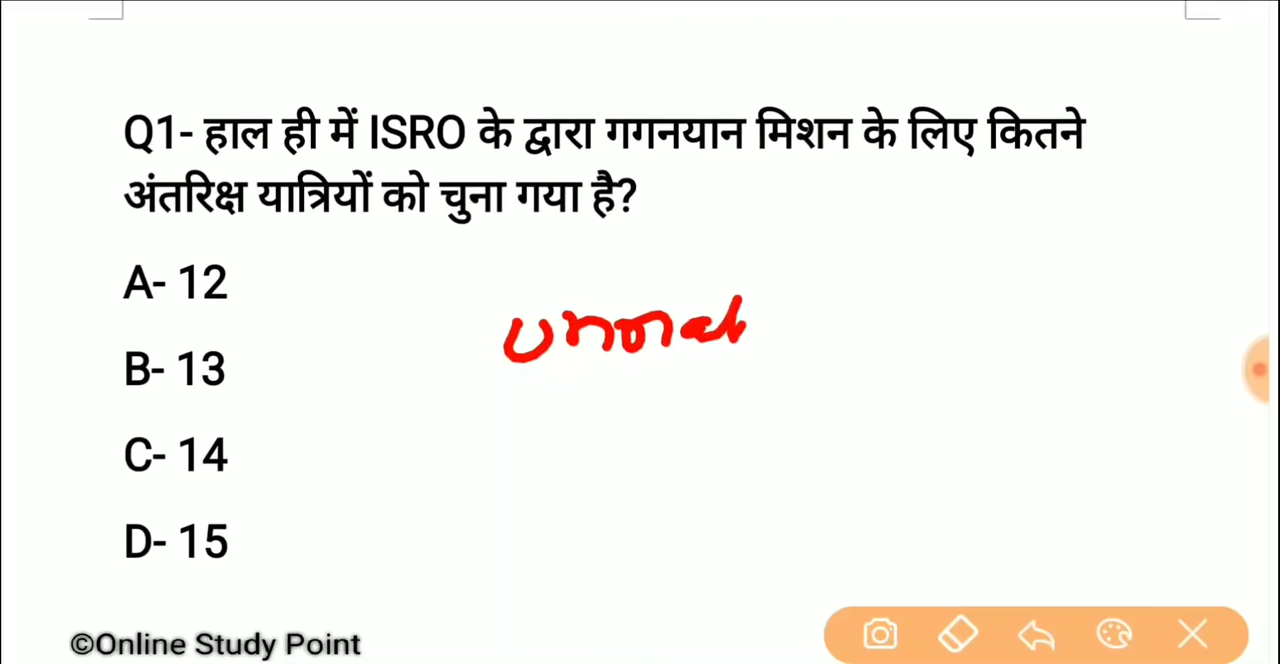 Q1- हाल ही में ISRO के द्वारा गगनयान मिशन के लिए कितने
अंतरिक्ष यात्रियों को चुना गया है?
A- 12
B- 13
C- 14
D- 15
©Online Study Point